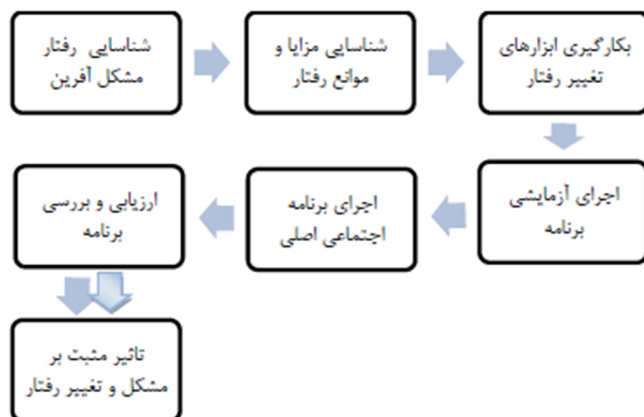 شناسایی رفتار
مشکل آفرین
شناسایی مزایا و
موانع رفتار
بکارگیری ابزارهای
تغییر رفتار
اجرای آزمایشی
برنامه
اجرای برنامه
اجتماعی اصلی
ارزیابی و بررسی
برنامه
تاثیر مثبت بر
مشکل و تغییر رفتار